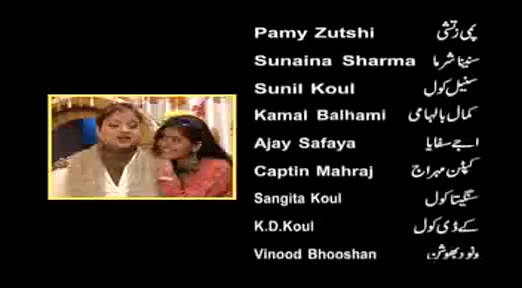 Pamy Zutshi پمی زتشی
Sunaina Sharma سنینا شرما
Sunil Koul سنیل کول
Kamal Balhami کمال بالہامی
Ajay Safaya اجے سفایا
Captin Mahraj کپٹن مہراج
Sangita Koul سنگیتا کول
K.D.Koul کے ڈی کول
Vinood Bhooshan ونود بھوشن